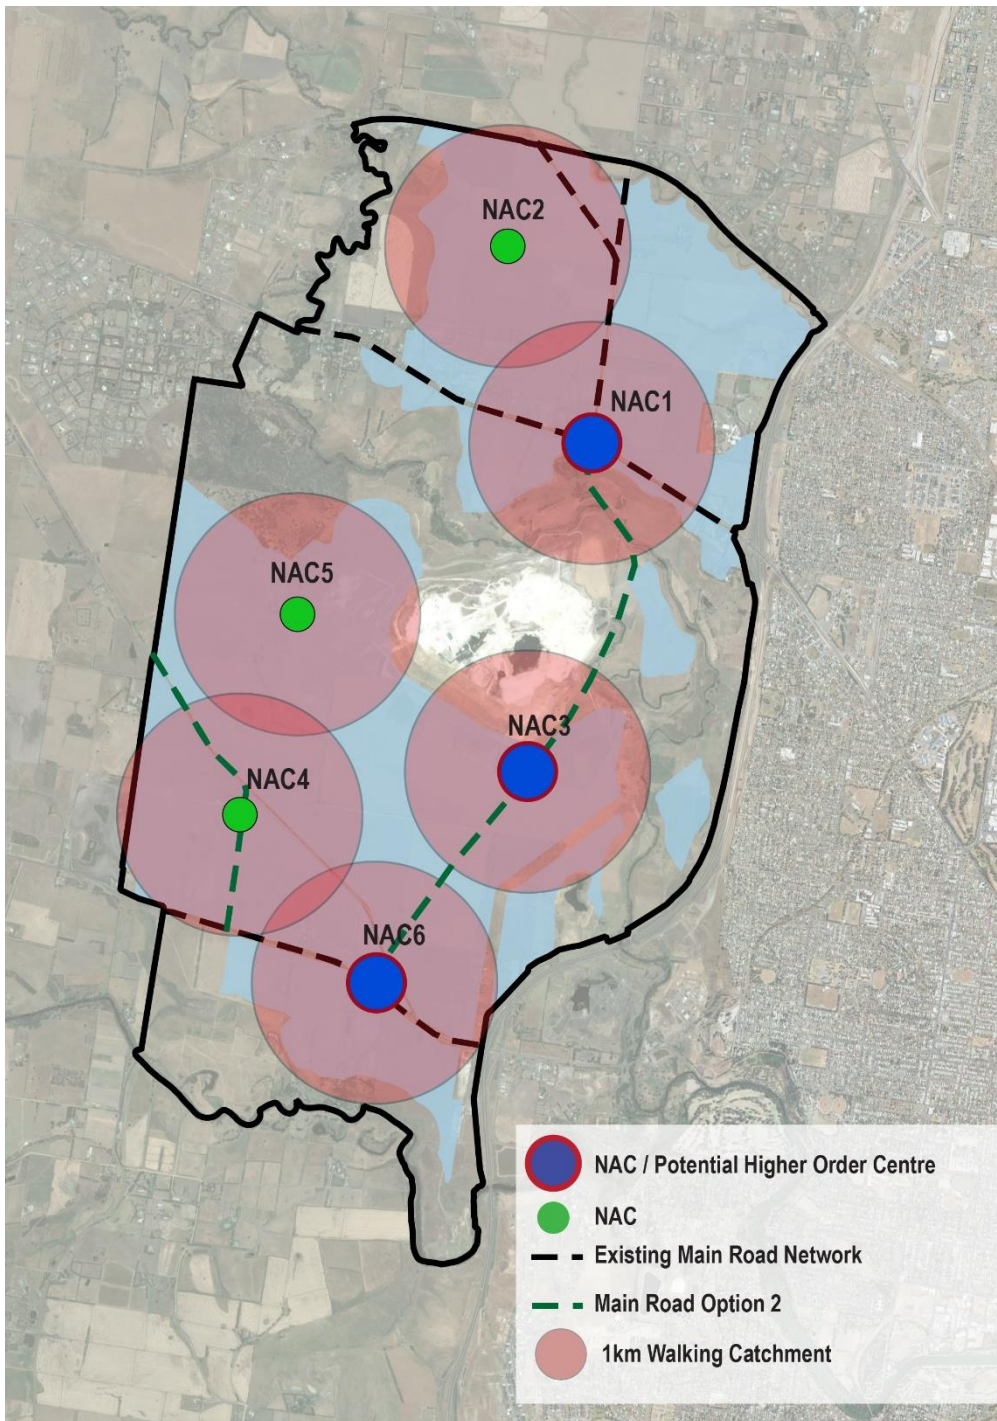 NAC2
NAC1
NAC5
NAC3
NAC4
NAC6
NAC / Potential Higher Order Centre
NAC
Existing Main Road Network
Main Road Option 2
1km Walking Catchment